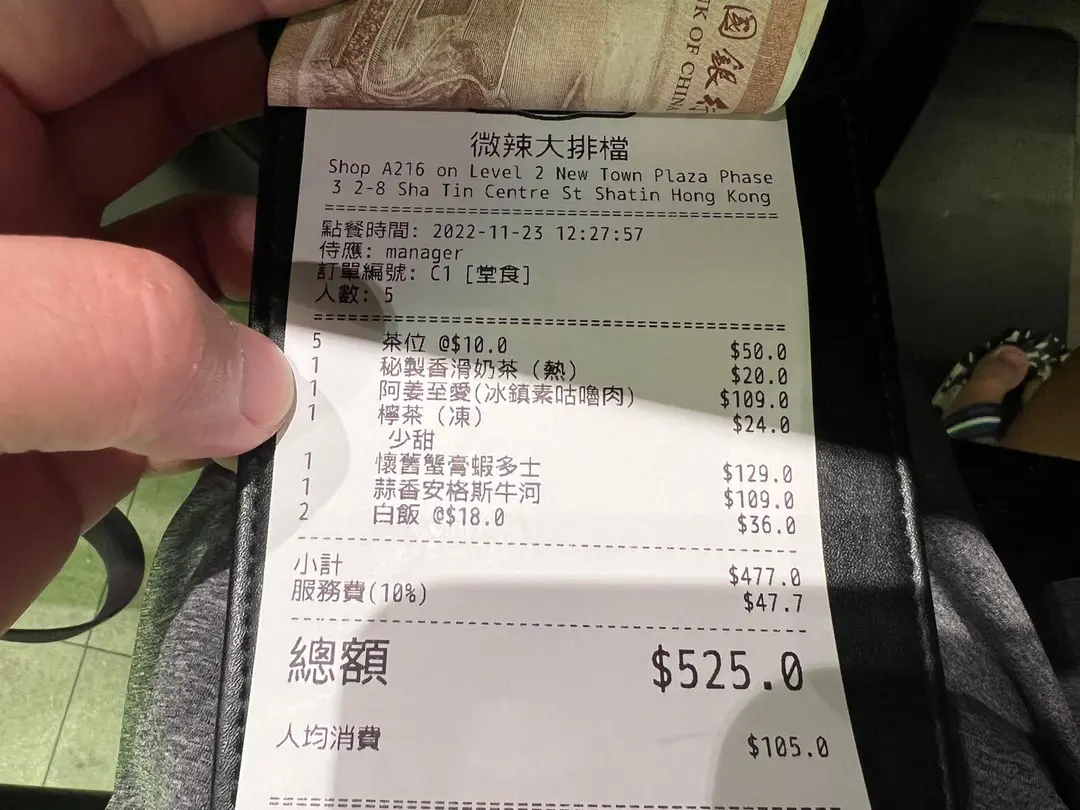 國銀
K OF CHINA
微辣大排檔
Shop A216 on Level 2 New Town Plaza Phase
3 2-8 Sha Tin Centre St Shatin Hong Kong
點餐時間: 2022-11-23 12:27:57
侍應: manager
訂單編號: C1 [堂食]
人數: 5
5 茶位 @$10.0 $50.0
1 秘製香滑奶茶 (熱) $20.0
1 阿姜至愛(冰鎮素咕嚕肉) $109.0
1 檸茶 (凍) $24.0
少甜
1 懷舊蟹膏蝦多士 $129.0
1 蒜香安格斯牛河 $109.0
2 白飯 @$18.0 $36.0
小計 $477.0
服務費(10%) $47.7
總額 $525.0
人均消費 $105.0